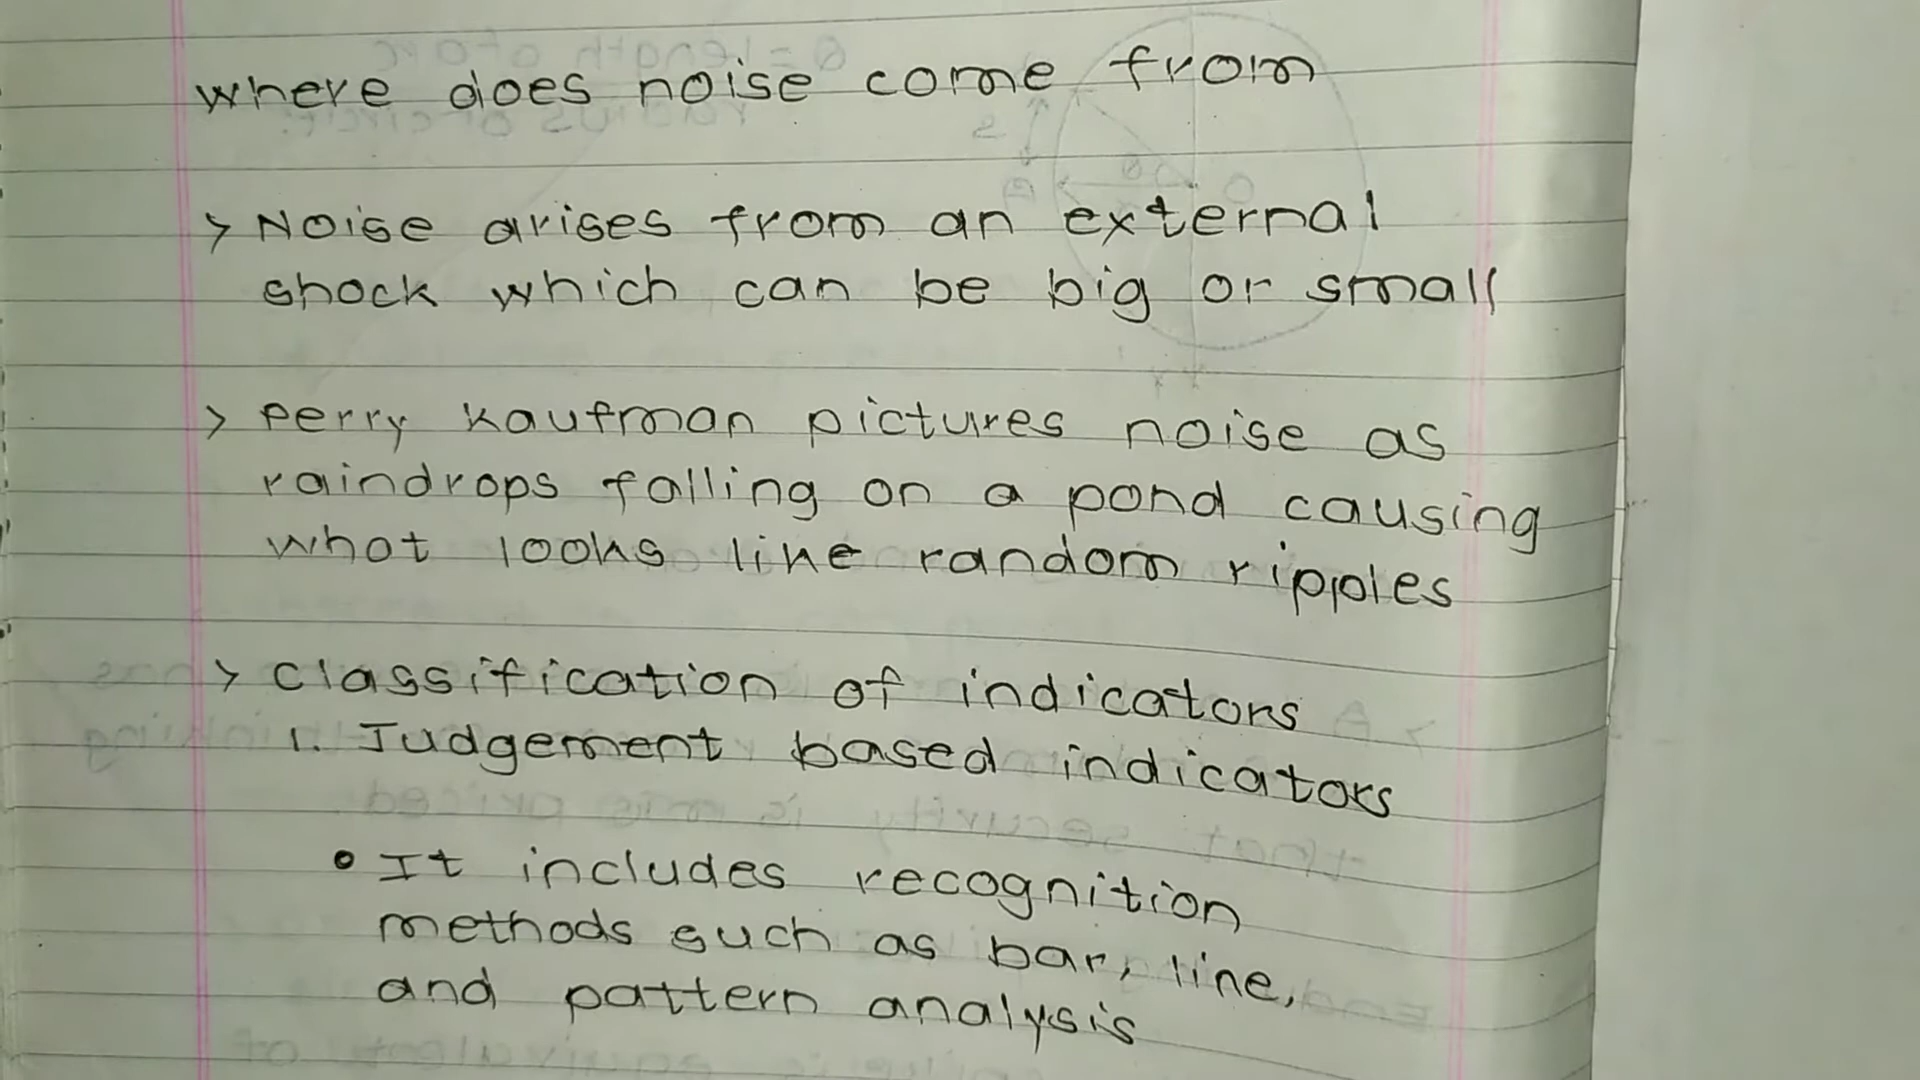 where does noise come from
> Noise arises from an external
shock which can be big or small
> perry kaufman pictures noise as
raindrops falling on a pond causing
what looks like random ripples
> classification of indicators
1. Judgement based indicators
• It includes recognition
methods such as bar, line,
and pattern analysis